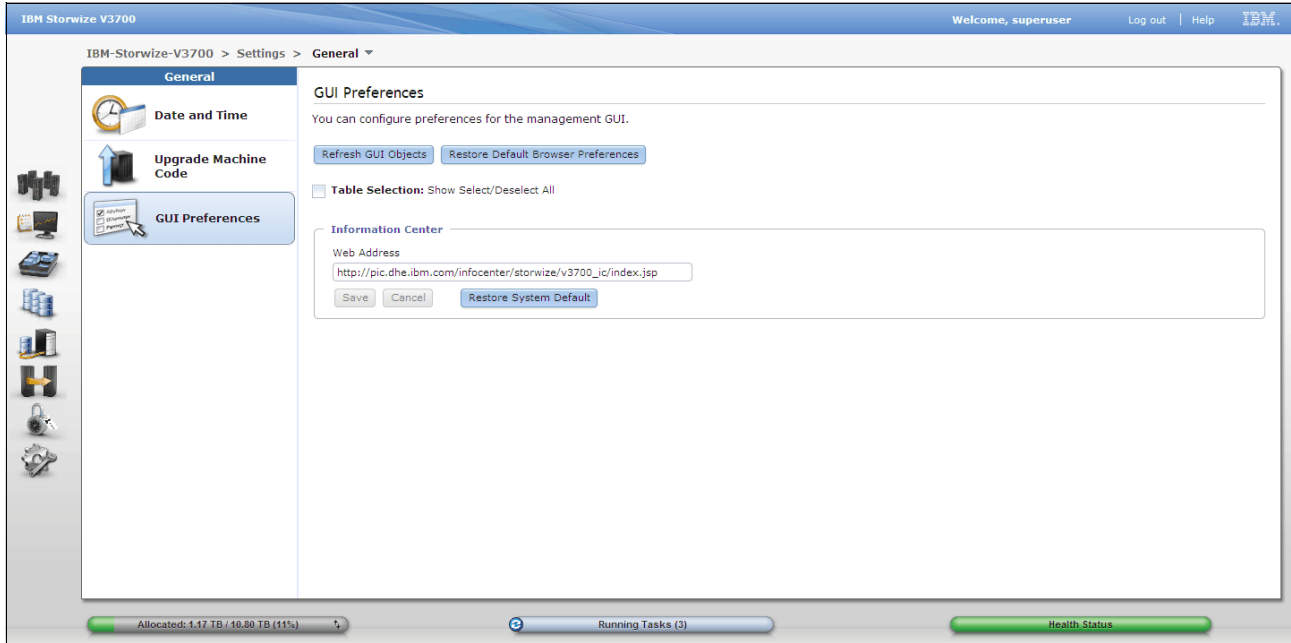 IBM Storwize V3700
Welcome, superuser
Log out | Help
IBM.
IBM-Storwize-V3700 > Settings > General
General
Date and Time
Upgrade Machine
Code
GUI Preferences
GUI Preferences
You can configure preferences for the management GUI.
Refresh GUI Objects
Restore Default Browser Preferences
Table Selection: Show Select/Deselect All
Information Center
Web Address
http://pic.dhe.ibm.com/infocenter/storwize/v3700_ic/index.jsp
Save
Cancel
Restore System Default
Allocated: 1.17 TB / 10.80 TB (11%)
Running Tasks (3)
Health Status